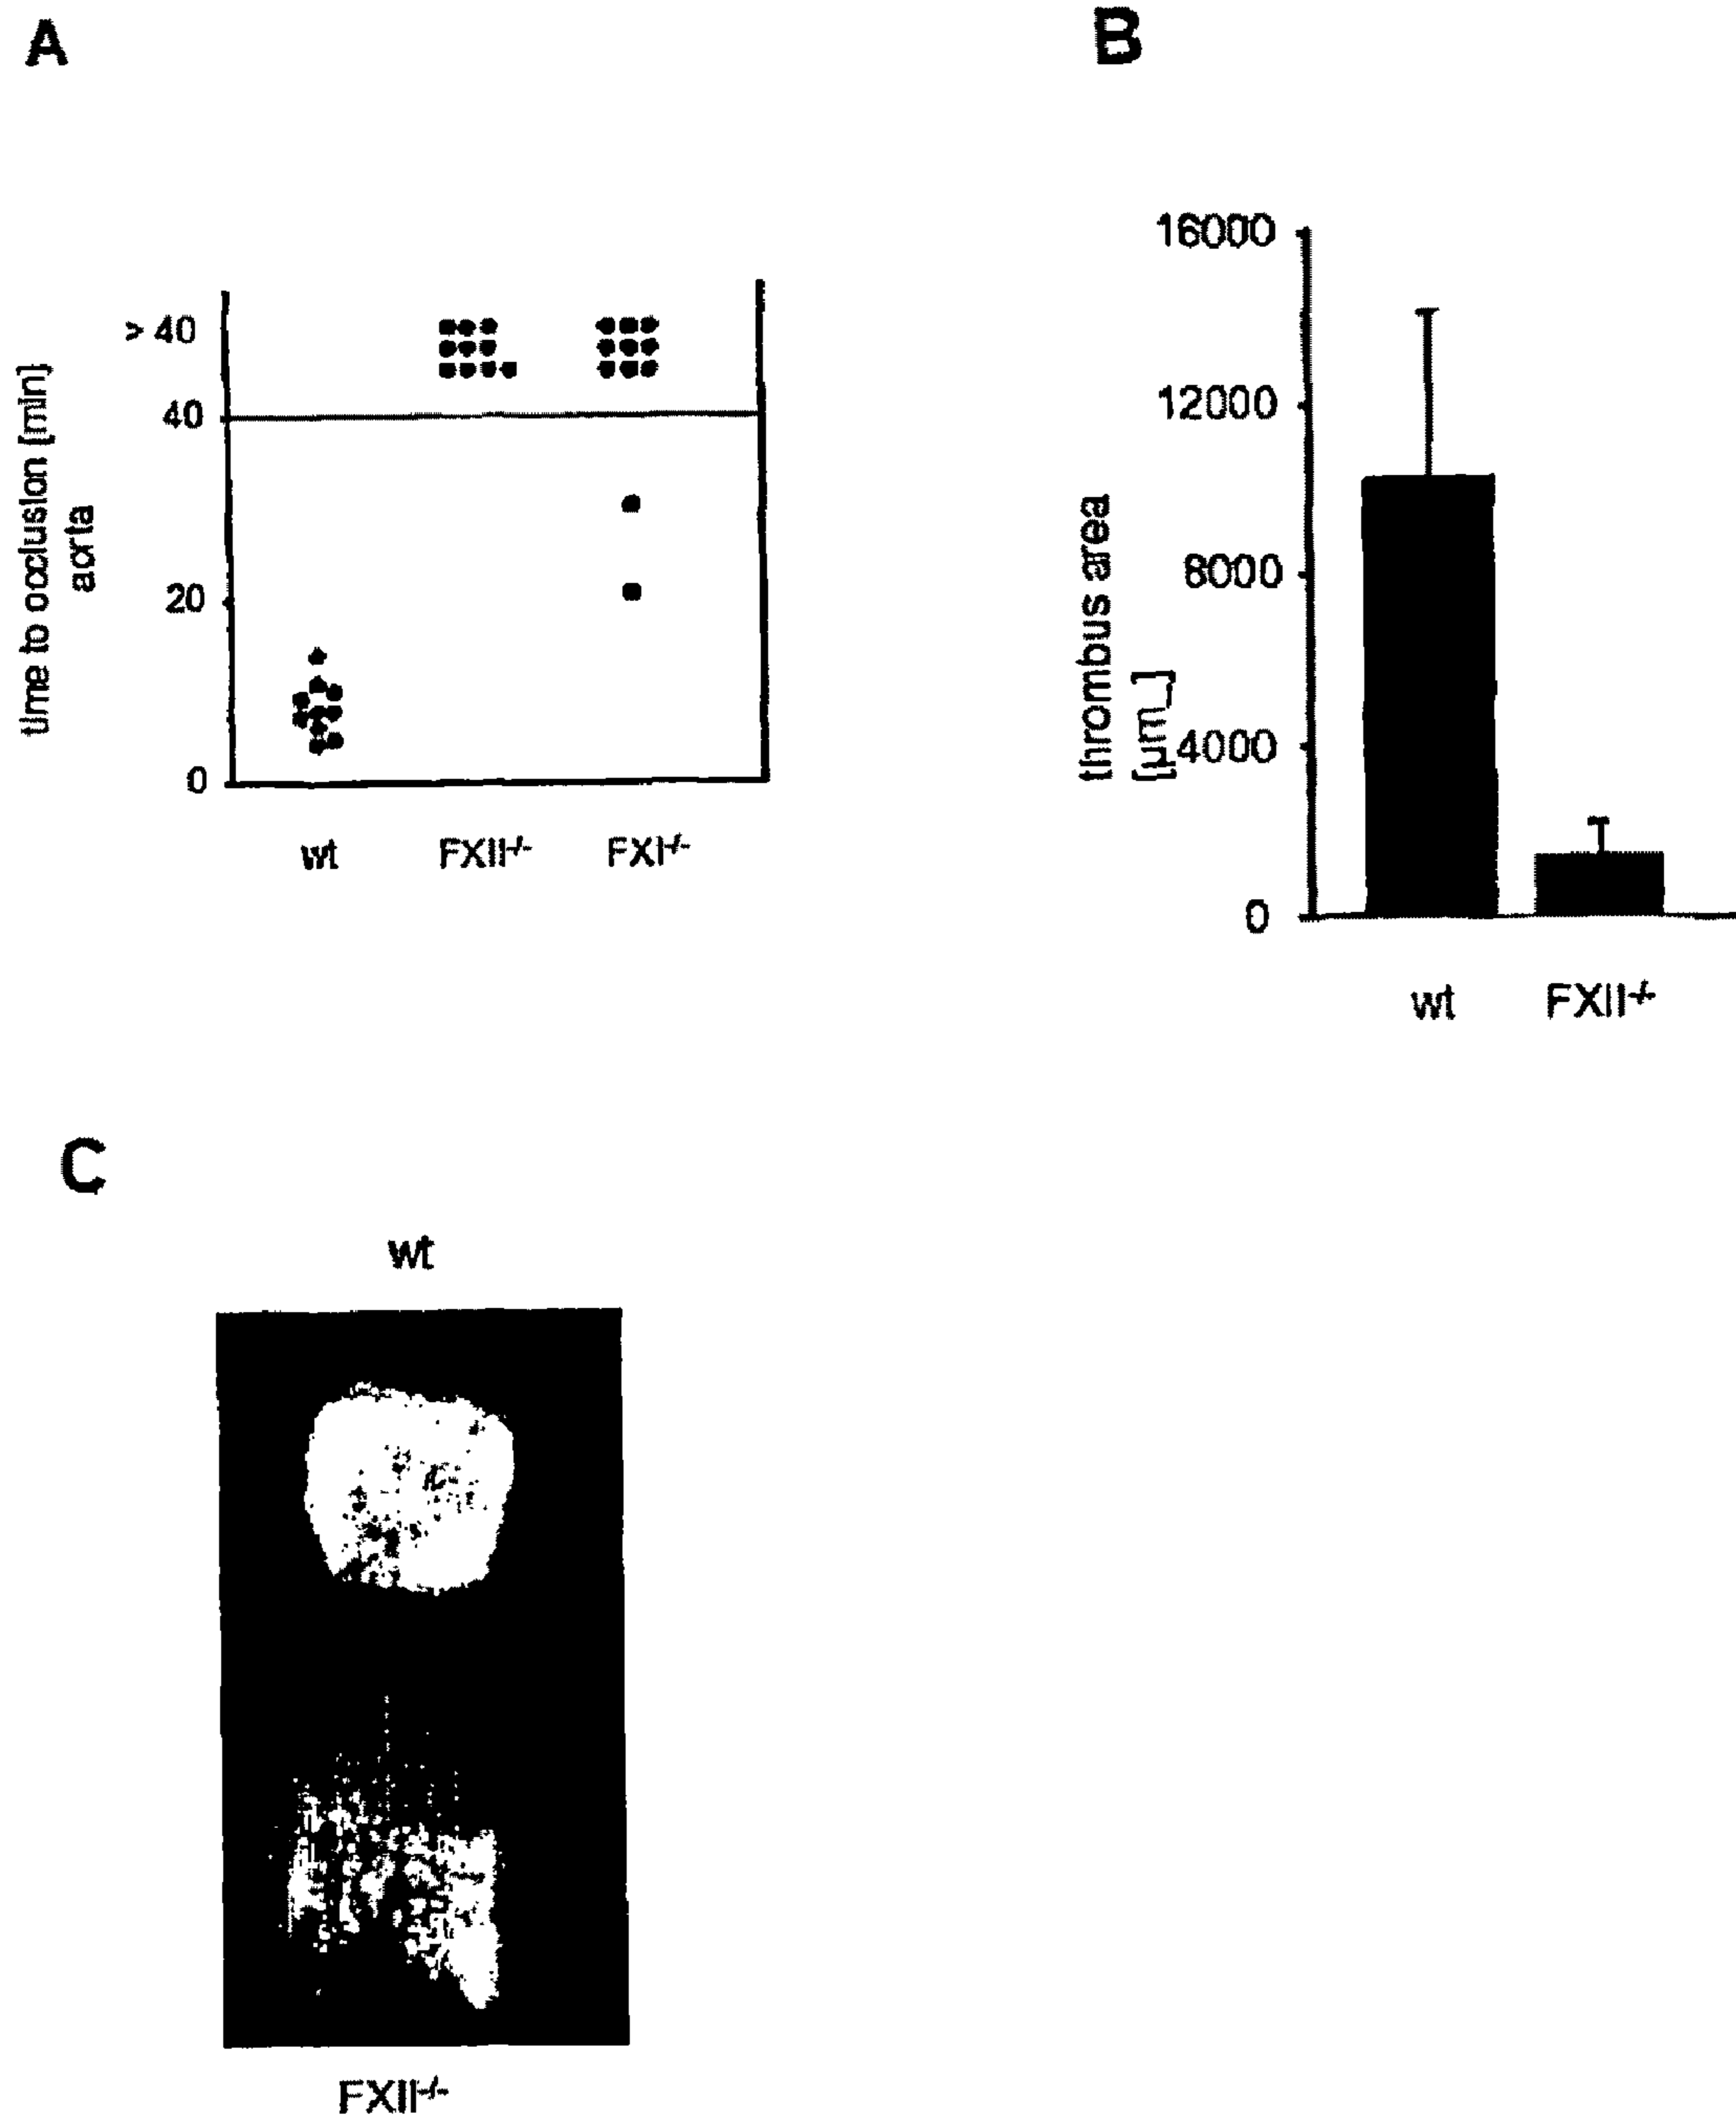 A
> 40
40
20
0
time to occlusion [min]
aorta
wt FXII-/- FXI-/-
B
16000
12000
8000
4000
0
thrombus area
[µm_]
wt FXII-/-
C
wt
FXII-/-